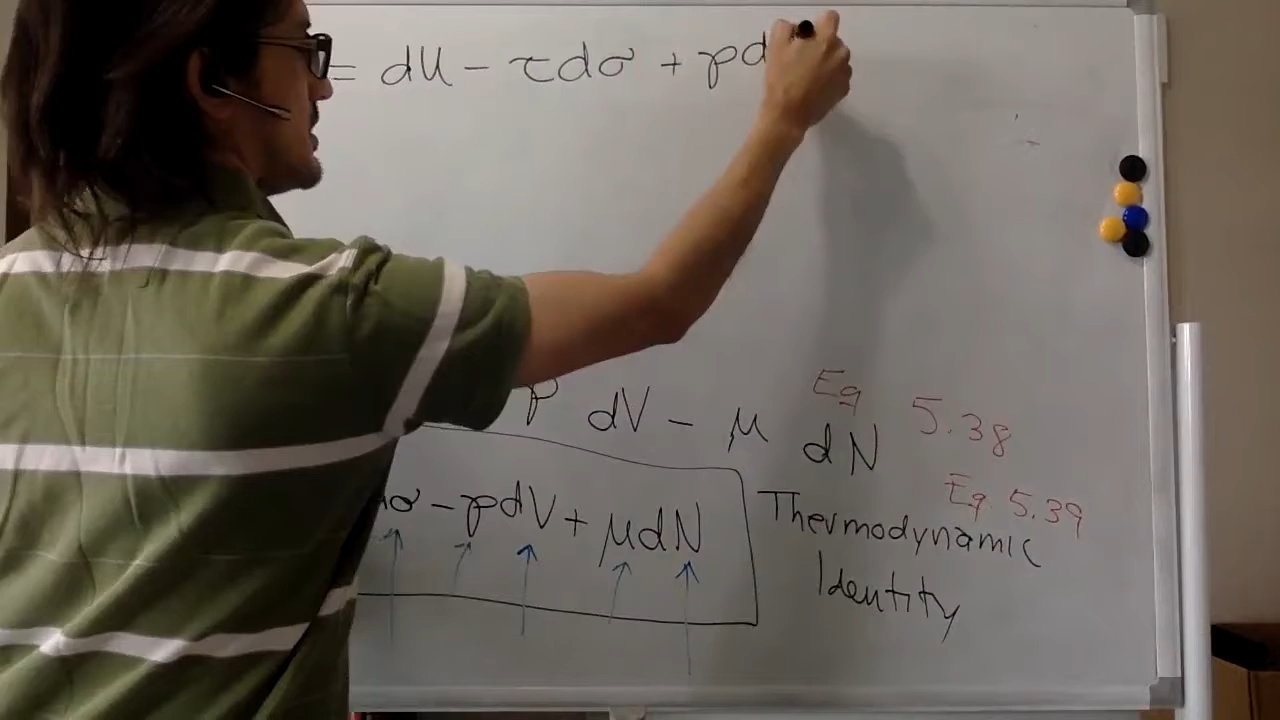 = dU - τdσ + pd
p dV - μ dN Eq 5.38
dσ - pdV + μdN Eq 5.39
Thermodynamic
Identity